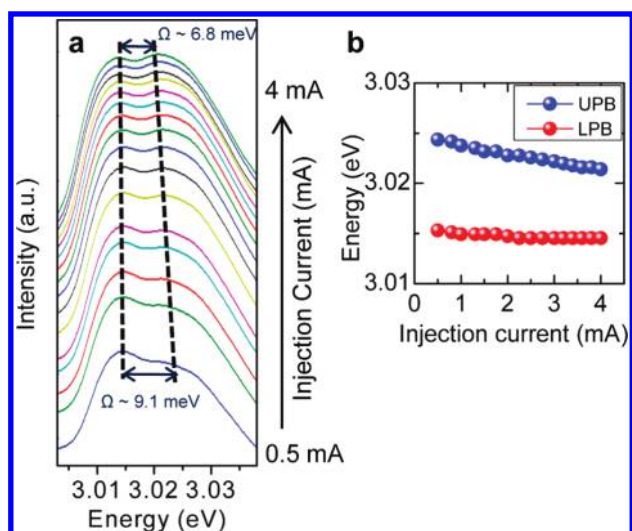 a
Ω ~ 6.8 meV
4 mA
Injection Current (mA)
Ω ~ 9.1 meV
0.5 mA
Intensity (a.u.)
3.01 3.02 3.03
Energy (eV)
b
UPB
LPB
3.03
3.02
3.01
Energy (eV)
0 1 2 3 4
Injection current (mA)